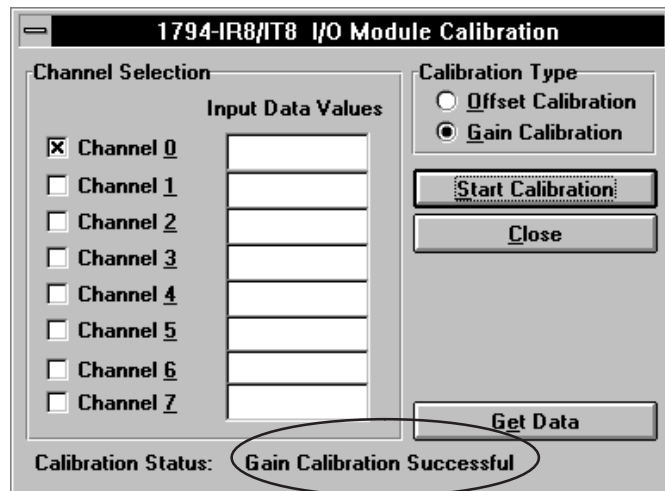 1794-IR8/IT8 I/O Module Calibration
Channel Selection
Input Data Values
Channel 0
Channel 1
Channel 2
Channel 3
Channel 4
Channel 5
Channel 6
Channel 7
Calibration Type
Offset Calibration
Gain Calibration
Start Calibration
Close
Get Data
Calibration Status: Gain Calibration Successful